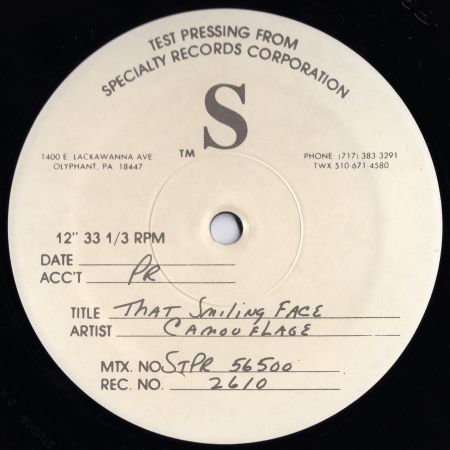 TEST PRESSING FROM
SPECIALTY RECORDS CORPORATION
S
TM
1400 E. LACKAWANNA AVE
OLYPHANT, PA 18447
PHONE (717) 383 3291
TWX 510 671-4580
12" 33 1/3 RPM
DATE
ACC'T PR
TITLE THAT SMILING FACE
ARTIST CAMOUFLAGE
MTX. NO. STPR 56500
REC. NO. 2610